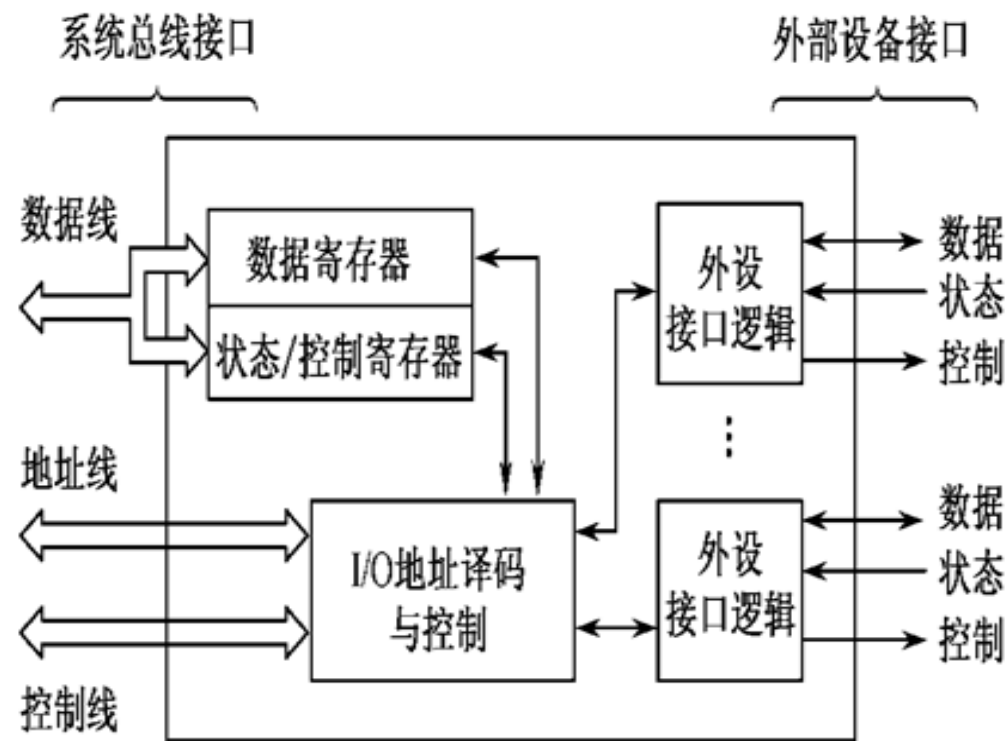 系统总线接口
外部设备接口
数据线
数据寄存器
状态/控制寄存器
外设
接口逻辑
数据
状态
控制
地址线
I/O地址译码
与控制
外设
接口逻辑
数据
状态
控制
控制线